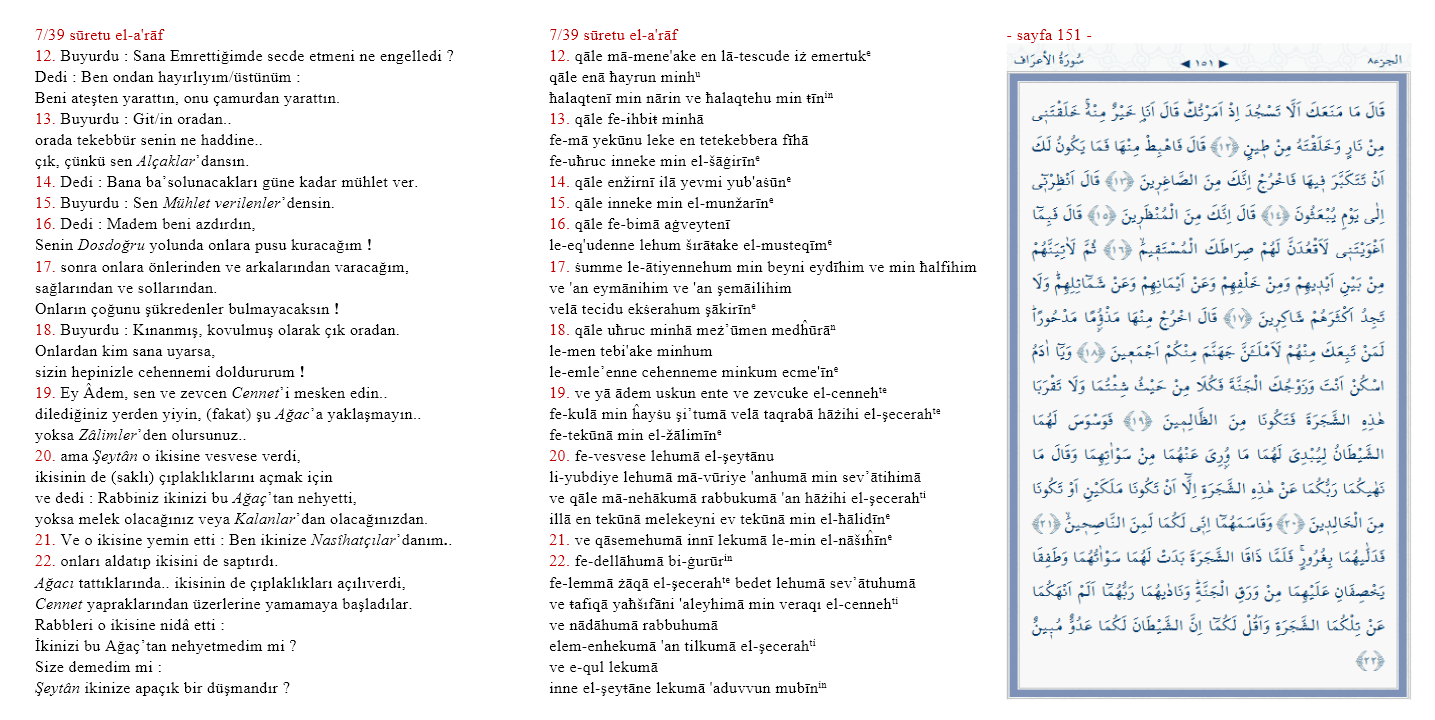 7/39 sūretu el-a'rāf
12. Buyurdu : Sana Emrettiğimde secde etmeni ne engelledi ?
Dedi : Ben ondan hayırlıyım/üstünüm :
Beni ateşten yarattın, onu çamurdan yarattın.
13. Buyurdu : Git/in oradan..
orada tekebbür senin ne haddine..
çık, çünkü sen Alçaklar’dansın.
14. Dedi : Bana ba’solunacakları güne kadar mühlet ver.
15. Buyurdu : Sen Mühlet verilenler’densin.
16. Dedi : Madem beni azdırdın,
Senin Dosdoğru yolunda onlara pusu kuracağım !
17. sonra onlara önlerinden ve arkalarından varacağım,
sağlarından ve sollarından.
Onların çoğunu şükredenler bulmayacaksın !
18. Buyurdu : Kınanmış, kovulmuş olarak çık oradan.
Onlardan kim sana uyarsa,
sizin hepinizle cehennemi doldururum !
19. Ey Âdem, sen ve zevcen Cennet’i mesken edin..
dilediğiniz yerden yiyin, (fakat) şu Ağac’a yaklaşmayın..
yoksa Zâlimler’den olursunuz..
20. ama Şeytân o ikisine vesvese verdi,
ikisinin de (saklı) çıplaklıklarını açmak için
ve dedi : Rabbiniz ikinizi bu Ağaç’tan nehyetti,
yoksa melek olacağınız veya Kalanlar’dan olacağınızdan.
21. Ve o ikisine yemin etti : Ben ikinize Nasîhatçılar’danım..
22. onları aldatıp ikisini de saptırdı.
Ağacı tattıklarında.. ikisinin de çıplaklıkları açılıverdi,
Cennet yapraklarından üzerlerine yamamaya başladılar.
Rabbleri o ikisine nidâ etti :
İkinizi bu Ağaç’tan nehyetmedim mi ?
Size demedim mi :
Şeytân ikinize apaçık bir düşmandır ?
7/39 sūretu el-a'rāf
12. qāle mā-mene'ake en lā-tescude iż emertukᵉ
qāle enā ħayrun minhᵘ
ħalaqtenī min nārin ve ħalaqtehu min ŧīnⁱⁿ
13. qāle fe-ihbiŧ minhā
fe-mā yekūnu leke en tetekebbera fīhā
fe-uħruc inneke min el-šāġirīnᵉ
14. qāle enžirnī ilā yevmi yub'aṡūnᵉ
15. qāle inneke min el-munžarīnᵉ
16. qāle fe-bimā aġveytenī
le-eq'udenne lehum širāŧake el-musteqīmᵉ
17. ṡumme le-ātiyennehum min beyni eydīhim ve min ħalfihim
ve 'an eymānihim ve 'an şemāilihim
velā tecidu ekṡerahum şākirīnᵉ
18. qāle uħruc minhā meż’ūmen medĥūrāⁿ
le-men tebi'ake minhum
le-emle’enne cehenneme minkum ecme'īnᵉ
19. ve yā ādem uskun ente ve zevcuke el-cennehᵗᵉ
fe-kulā min ĥayṡu şi’tumā velā taqrabā hāżihi el-şecerahᵗᵉ
fe-tekūnā min el-žālimīnᵉ
20. fe-vesvese lehumā el-şeyŧānu
li-yubdiye lehumā mā-vūriye 'anhumā min sev’ātihimā
ve qāle mā-nehākumā rabbukumā 'an hāżihi el-şecerahᵗⁱ
illā en tekūnā melekeyni ev tekūnā min el-ħālidīnᵉ
21. ve qāsemehumā innī lekumā le-min el-nāšiĥīnᵉ
22. fe-dellāhumā bi-ġurūrⁱⁿ
fe-lemmā żāqā el-şecerahᵗᵉ bedet lehumā sev’ātuhumā
ve ŧafiqā yaħšifāni 'aleyhimā min veraqı el-cennehᵗⁱ
ve nādāhumā rabbuhumā
elem-enhekumā 'an tilkumā el-şecerahᵗⁱ
ve e-qul lekumā
inne el-şeyŧāne lekumā 'aduvvun mubīnⁱⁿ
- sayfa 151 -
سُورَةُ الْأَعْرَافِ ◄ ١٥١ ► الجزء ٨
قَالَ مَا مَنَعَكَ اَلَّا تَسْجُدَ اِذْ اَمَرْتُكَۜ قَالَ اَنَا۬ خَيْرٌ مِنْهُۚ خَلَقْتَن۪ي
مِنْ نَارٍ وَخَلَقْتَهُ مِنْ ط۪ينٍ ﴿١٢﴾ قَالَ فَاهْبِطْ مِنْهَا فَمَا يَكُونُ لَكَ
اَنْ تَتَكَبَّرَ ف۪يهَا فَاخْرُجْ اِنَّكَ مِنَ الصَّاغِر۪ينَ ﴿١٣﴾ قَالَ اَنْظِرْن۪ٓي
اِلٰى يَوْمِ يُبْعَثُونَ ﴿١٤﴾ قَالَ اِنَّكَ مِنَ الْمُنْظَر۪ينَ ﴿١٥﴾ قَالَ فَبِمَٓا
اَغْوَيْتَن۪ي لَاَقْعُدَنَّ لَهُمْ صِرَاطَكَ الْمُسْتَق۪يمَۙ ﴿١٦﴾ ثُمَّ لَاٰتِيَنَّهُمْ
مِنْ بَيْنِ اَيْد۪يهِمْ وَمِنْ خَلْفِهِمْ وَعَنْ اَيْمَانِهِمْ وَعَنْ شَمَٓائِلِهِمْۜ وَلَا
تَجِدُ اَكْثَرَهُمْ شَاكِر۪ينَ ﴿١٧﴾ قَالَ اخْرُجْ مِنْهَا مَذْؤُ۫مًا مَدْحُورًاۜ
لَمَنْ تَبِعَكَ مِنْهُمْ لَاَمْلَـَٔنَّ جَهَنَّمَ مِنْكُمْ اَجْمَع۪ينَ ﴿١٨﴾ وَيَٓا اٰدَمُ
اسْكُنْ اَنْتَ وَزَوْجُكَ الْجَنَّةَ فَكُلَا مِنْ حَيْثُ شِئْتُمَا وَلَا تَقْرَبَا
هٰذِهِ الشَّجَرَةَ فَتَكُونَا مِنَ الظَّالِم۪ينَ ﴿١٩﴾ فَوَسْوَسَ لَهُمَا
الشَّيْطَانُ لِيُبْدِيَ لَهُمَا مَا وُ۫رِيَ عَنْهُمَا مِنْ سَوْاٰتِهِمَا وَقَالَ مَا
نَهٰيكُمَا رَبُّكُمَا عَنْ هٰذِهِ الشَّجَرَةِ اِلَّٓا اَنْ تَكُونَا مَلَكَيْنِ اَوْ تَكُونَا
مِنَ الْخَالِد۪ينَ ﴿٢٠﴾ وَقَاسَمَهُمَٓا اِنّ۪ي لَكُمَا لَمِنَ النَّاصِح۪ينَۙ ﴿٢١﴾
فَدَلّٰيهُمَا بِغُرُورٍۚ فَلَمَّا ذَاقَا الشَّجَرَةَ بَدَتْ لَهُمَا سَوْاٰتُهُمَا وَطَفِقَا
يَخْصِفَانِ عَلَيْهِمَا مِنْ وَرَقِ الْجَنَّةِۜ وَنَادٰيهُمَا رَبُّهُمَٓا اَلَمْ اَنْهَكُمَا
عَنْ تِلْكُمَا الشَّجَرَةِ وَاَقُلْ لَكُمَٓا اِنَّ الشَّيْطَانَ لَكُمَا عَدُوٌّ مُب۪ينٌ
﴿٢٢﴾